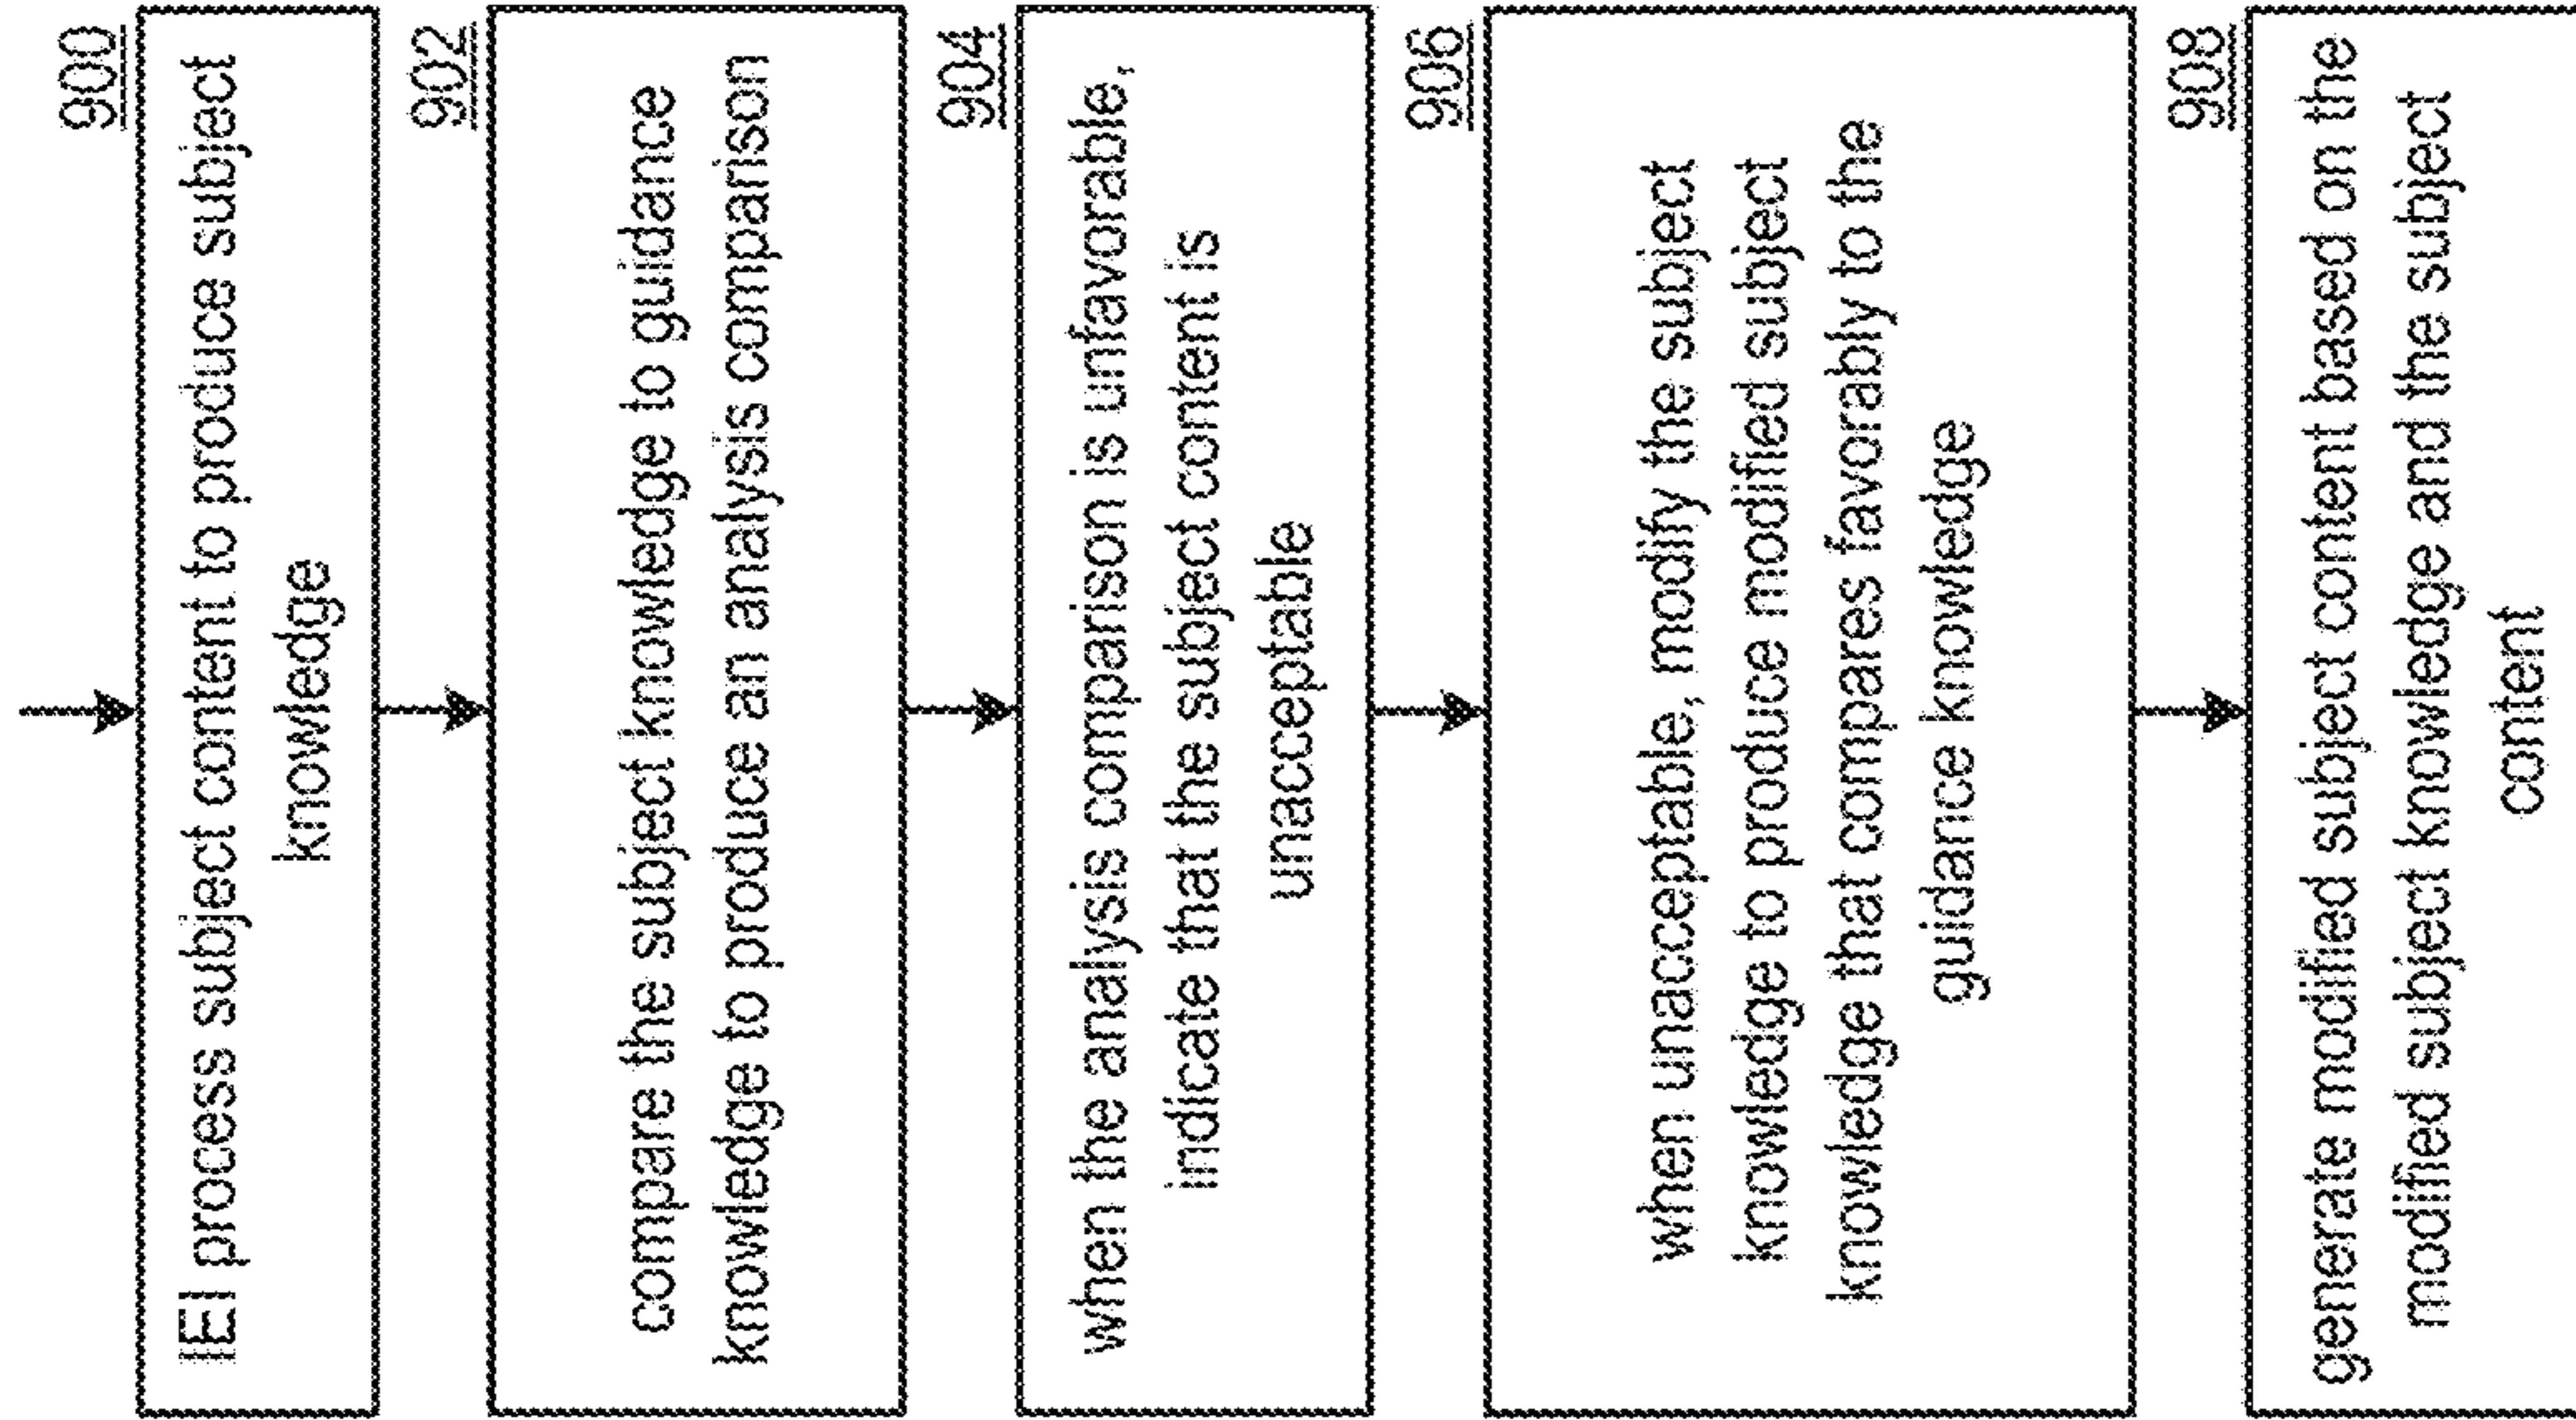 900
IEI process subject content to produce subject
knowledge
902
compare the subject knowledge to guidance
knowledge to produce an analysis comparison
904
when the analysis comparison is unfavorable,
indicate that the subject content is
unacceptable
906
when unacceptable, modify the subject
knowledge to produce modified subject
knowledge that compares favorably to the
guidance knowledge
908
generate modified subject content based on the
modified subject knowledge and the subject
content